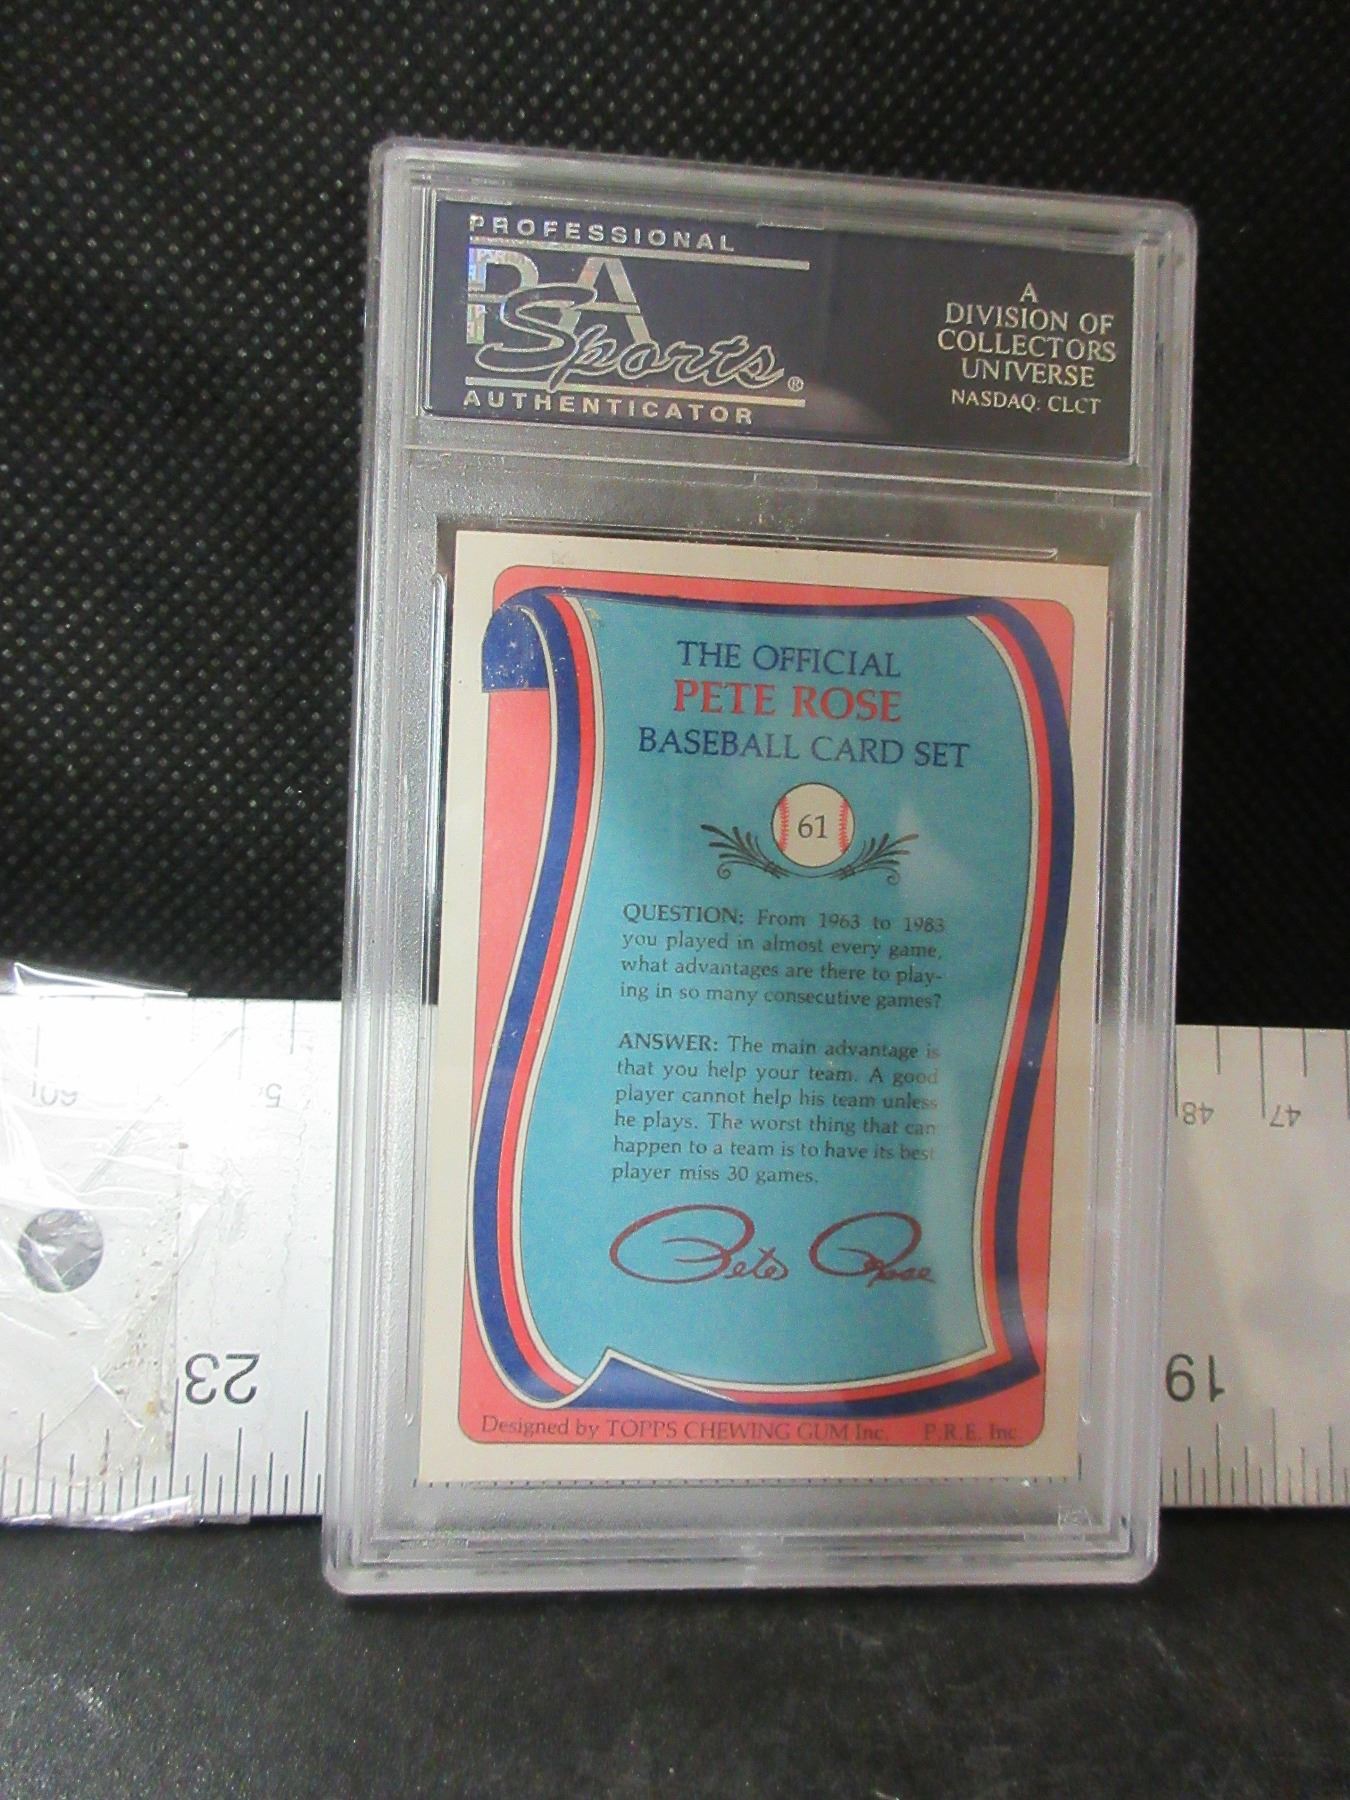 PROFESSIONAL
PSA
Sports®
AUTHENTICATOR
A
DIVISION OF
COLLECTORS
UNIVERSE
NASDAQ: CLCT
THE OFFICIAL
PETE ROSE
BASEBALL CARD SET
61
QUESTION: From 1963 to 1983
you played in almost every game,
what advantages are there to play-
ing in so many consecutive games?
ANSWER: The main advantage is
that you help your team. A good
player cannot help his team unless
he plays. The worst thing that can
happen to a team is to have its best
player miss 30 games.
Pete Rose
Designed by TOPPS CHEWING GUM Inc. P.R.E. Inc
60
48
47
23
19